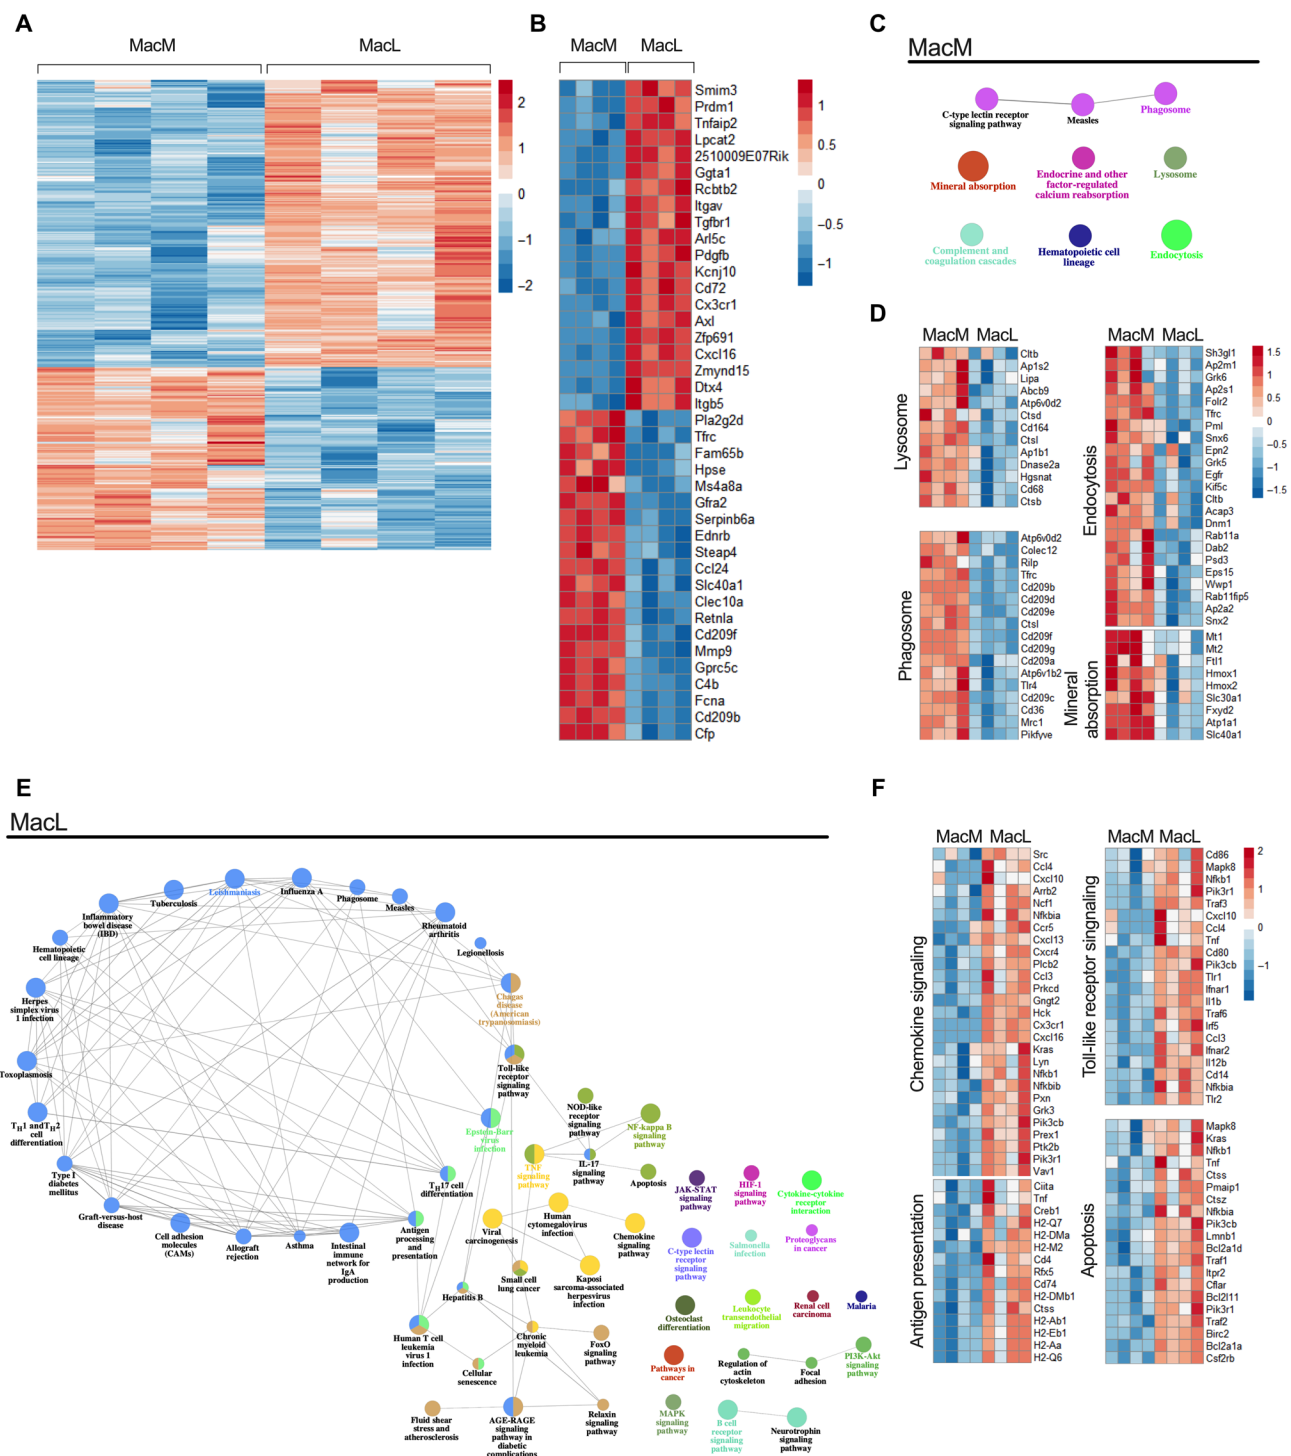 A
MacM
MacL
2
1
0
−1
−2
B
MacM
MacL
Smim3
Prdm1
Tnfaip2
Lpcat2
2510009E07Rik
Ggta1
Rcbtb2
Itgav
Tgfbr1
Arl5c
Pdgfb
Kcnj10
Cd72
Cx3cr1
Axl
Zfp691
Cxcl16
Zmynd15
Dtx4
Itgb5
Pla2g2d
Tfrc
Fam65b
Hpse
Ms4a8a
Gfra2
Serpinb6a
Ednrb
Steap4
Ccl24
Slc40a1
Clec10a
Retnla
Cd209f
Mmp9
Gprc5c
C4b
Fcna
Cd209b
Cfp
1
0.5
0
−0.5
−1
C
MacM
C-type lectin receptor
signaling pathway
Measles
Phagosome
Mineral absorption
Endocrine and other
factor-regulated
calcium reabsorption
Lysosome
Complement and
coagulation cascades
Hematopoietic cell
lineage
Endocytosis
D
MacM MacL
Lysosome
Cltb
Ap1s2
Lipa
Abcb9
Atp6v0d2
Ctsd
Cd164
Ctsl
Ap1b1
Dnase2a
Hgsnat
Cd68
Ctsb
Phagosome
Atp6v0d2
Colec12
Rilp
Tfrc
Cd209b
Cd209d
Cd209e
Ctsl
Cd209f
Cd209g
Cd209a
Atp6v1b2
Tlr4
Cd209c
Cd36
Mrc1
Pikfyve
MacM MacL
Endocytosis
Sh3gl1
Ap2m1
Grk6
Ap2s1
Folr2
Tfrc
Pml
Snx6
Epn2
Grk5
Egfr
Kif5c
Cltb
Acap3
Dnm1
Rab11a
Dab2
Psd3
Eps15
Wwp1
Rab11fip5
Ap2a2
Snx2
Mineral
absorption
Mt1
Mt2
Ftl1
Hmox1
Hmox2
Slc30a1
Fxyd2
Atp1a1
Slc40a1
1.5
1
0.5
0
−0.5
−1
−1.5
E
MacL
Leishmaniasis
Influenza A
Phagosome
Tuberculosis
Measles
Inflammatory
bowel disease
(IBD)
Rheumatoid
arthritis
Hematopoietic
cell lineage
Legionellosis
Herpes
simplex virus
1 infection
Chagas
disease
(American
trypanosomiasis)
Toxoplasmosis
Toll-like
receptor
signaling
pathway
TH1 andTH2
cell
differentiation
NOD-like
receptor
signaling
pathway
NF-kappa B
signaling
pathway
Epstein-Barr
virus
infection
TNF
signaling
pathway
IL-17
signaling
pathway
Apoptosis
Type I
diabetes
mellitus
TH17 cell
differentiation
JAK-STAT
signaling
pathway
HIF-1
signaling
pathway
Cytokine-cytokine
receptor
interaction
Graft-versus-host
disease
Cell adhesion
molecules
(CAMs)
Allograft
rejection
Asthma
Intestinal
immune
network for
IgA
production
Antigen
processing
and
presentation
Viral
carcinogenesis
Human
cytomegalovirus
infection
Chemokine
signaling
pathway
C-type lectin
receptor
signaling
pathway
Salmonella
infection
Proteoglycans
in cancer
Small cell
lung cancer
Kaposi
sarcoma-associated
herpesvirus
infection
Hepatitis B
Osteoclast
differentiation
Leukocyte
transendothelial
migration
Renal cell
carcinoma
Malaria
Human T cell
leukemia
virus 1
infection
Chronic
myeloid
leukemia
FoxO
signaling
pathway
Cellular
senescence
Pathways in
cancer
Regulation of
actin
cytoskeleton
Focal
adhesion
PI3K-Akt
signaling
pathway
Fluid shear
stress and
atherosclerosis
AGE-RAGE
signaling
pathway in
diabetic
complications
Relaxin
signaling
pathway
MAPK
signaling
pathway
B cell
receptor
signaling
pathway
Neurotrophin
signaling
pathway
F
MacM MacL
Chemokine signaling
Src
Ccl4
Cxcl10
Arrb2
Ncf1
Nfkbia
Ccr5
Cxcl13
Cxcr4
Plcb2
Ccl3
Prkcd
Gngt2
Hck
Cx3cr1
Cxcl16
Kras
Lyn
Nfkb1
Nfkbib
Pxn
Grk3
Pik3cb
Prex1
Ptk2b
Pik3r1
Vav1
Antigen presentation
Ciita
Tnf
Creb1
H2-Q7
H2-DMa
H2-M2
Cd4
Rfx5
Cd74
H2-DMb1
Ctss
H2-Ab1
H2-Eb1
H2-Aa
H2-Q6
MacM MacL
Toll-like receptor singnaling
Cd86
Mapk8
Nfkb1
Pik3r1
Traf3
Cxcl10
Ccl4
Tnf
Cd80
Pik3cb
Tlr1
Ifnar1
Il1b
Traf6
Irf5
Ccl3
Ifnar2
Il12b
Cd14
Nfkbia
Tlr2
Apoptosis
Mapk8
Kras
Nfkb1
Tnf
Ctss
Pmaip1
Ctsz
Nfkbia
Pik3cb
Lmnb1
Bcl2a1d
Traf1
Itpr2
Cflar
Bcl2l11
Pik3r1
Traf2
Birc2
Bcl2a1a
Csf2rb
2
1
0
−1